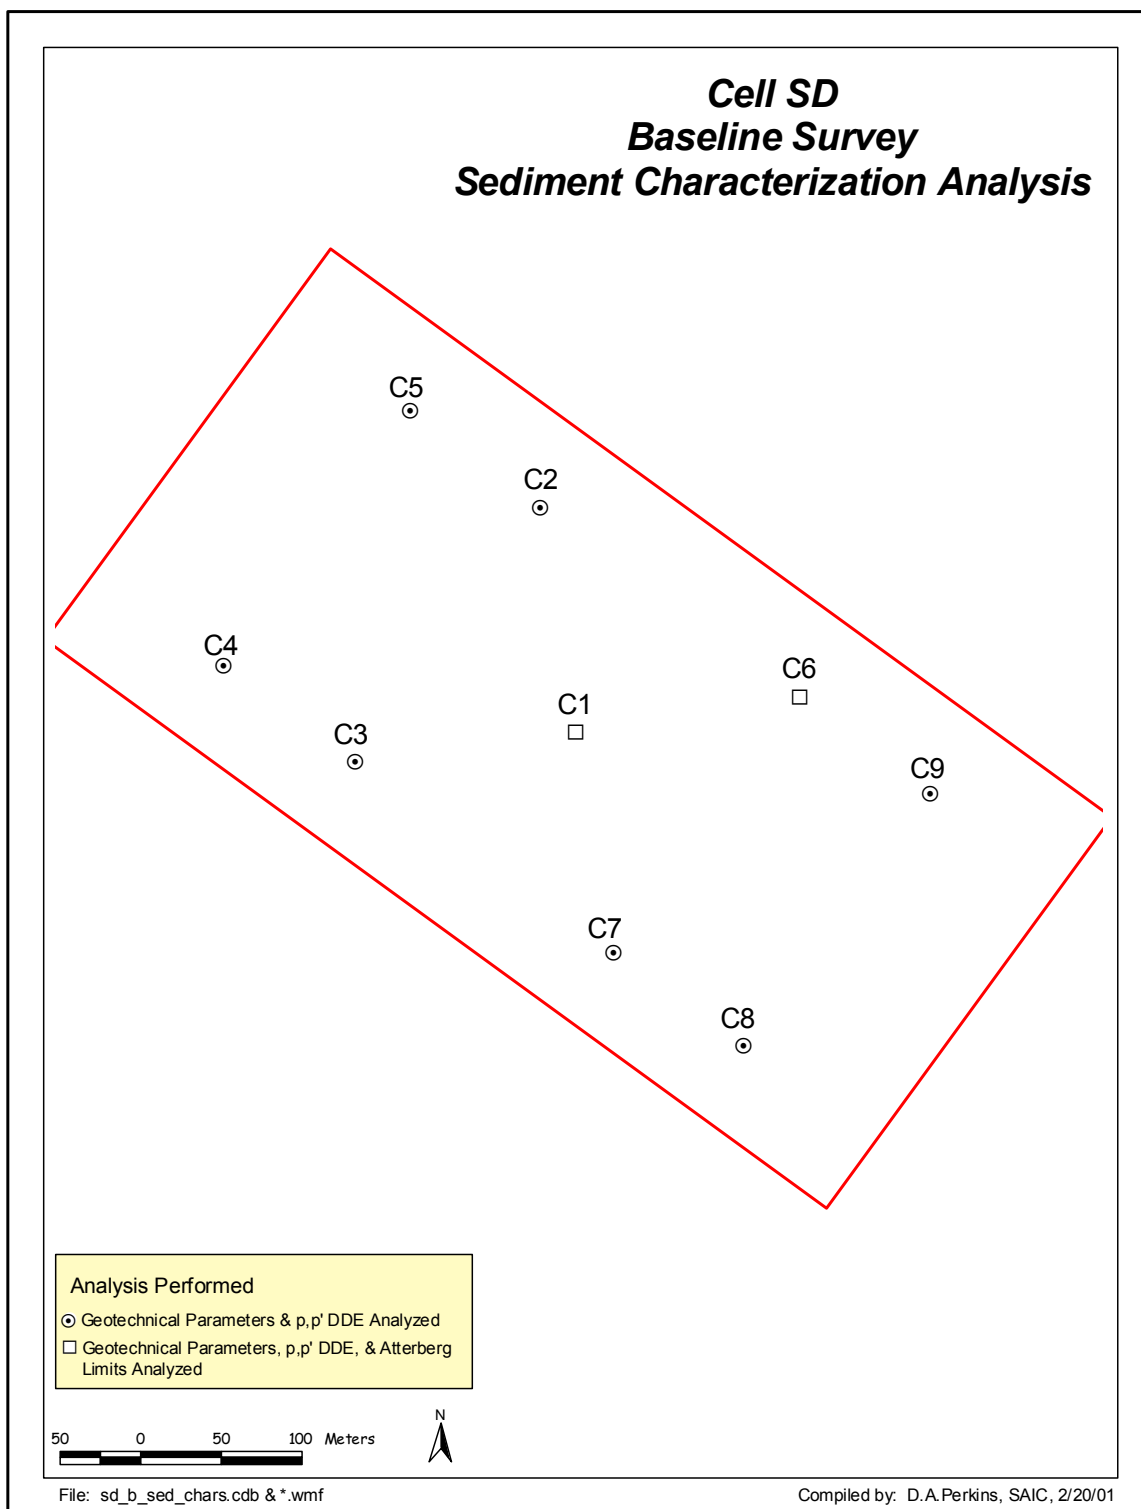 Cell SD
Baseline Survey
Sediment Characterization Analysis
C5
C2
C4
C6
C1
C3
C9
C7
C8
Analysis Performed
Geotechnical Parameters & p,p' DDE Analyzed
Geotechnical Parameters, p,p' DDE, & Atterberg
Limits Analyzed
N
50 0 50 100 Meters
File: sd_b_sed_chars.cdb & *.wmf
Compiled by: D.A.Perkins, SAIC, 2/20/01